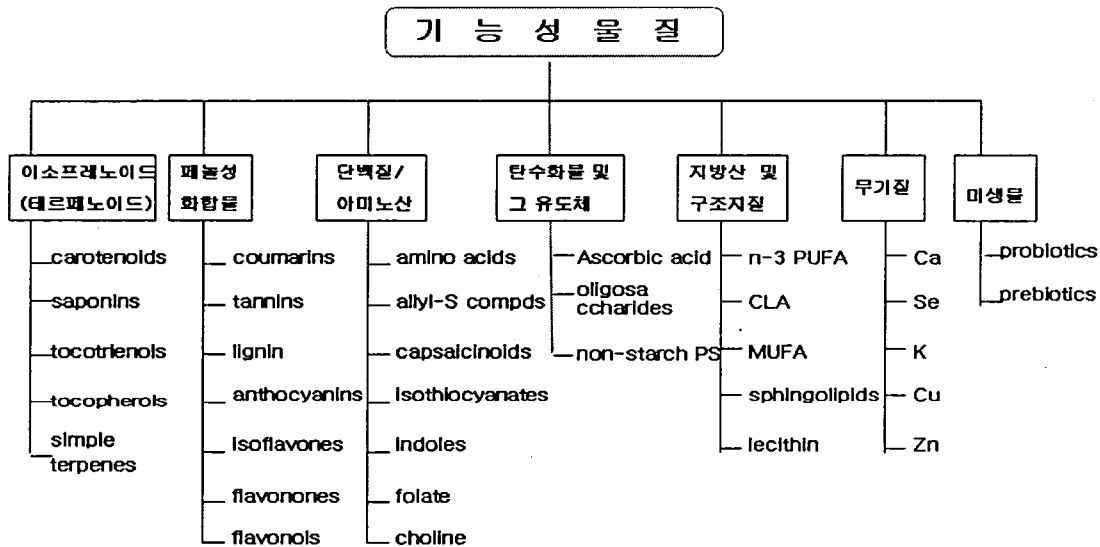 기 능 성 물 질
이소프레노이드
(테르페노이드)
carotenoids
saponins
tocotrienols
tocopherols
simple
terpenes
페놀성
화합물
coumarins
tannins
lignin
anthocyanins
isoflavones
flavonones
flavonols
단백질/
아미노산
amino acids
allyl-S compds
capsaicinoids
isothiocyanates
indoles
folate
choline
탄수화물 및
그 유도체
Ascorbic acid
oligosa
ccharides
non-starch PS
지방산 및
구조지질
n-3 PUFA
CLA
MUFA
sphingolipids
lecithin
무기질
Ca
Se
K
Cu
Zn
미생물
probiotics
prebiotics